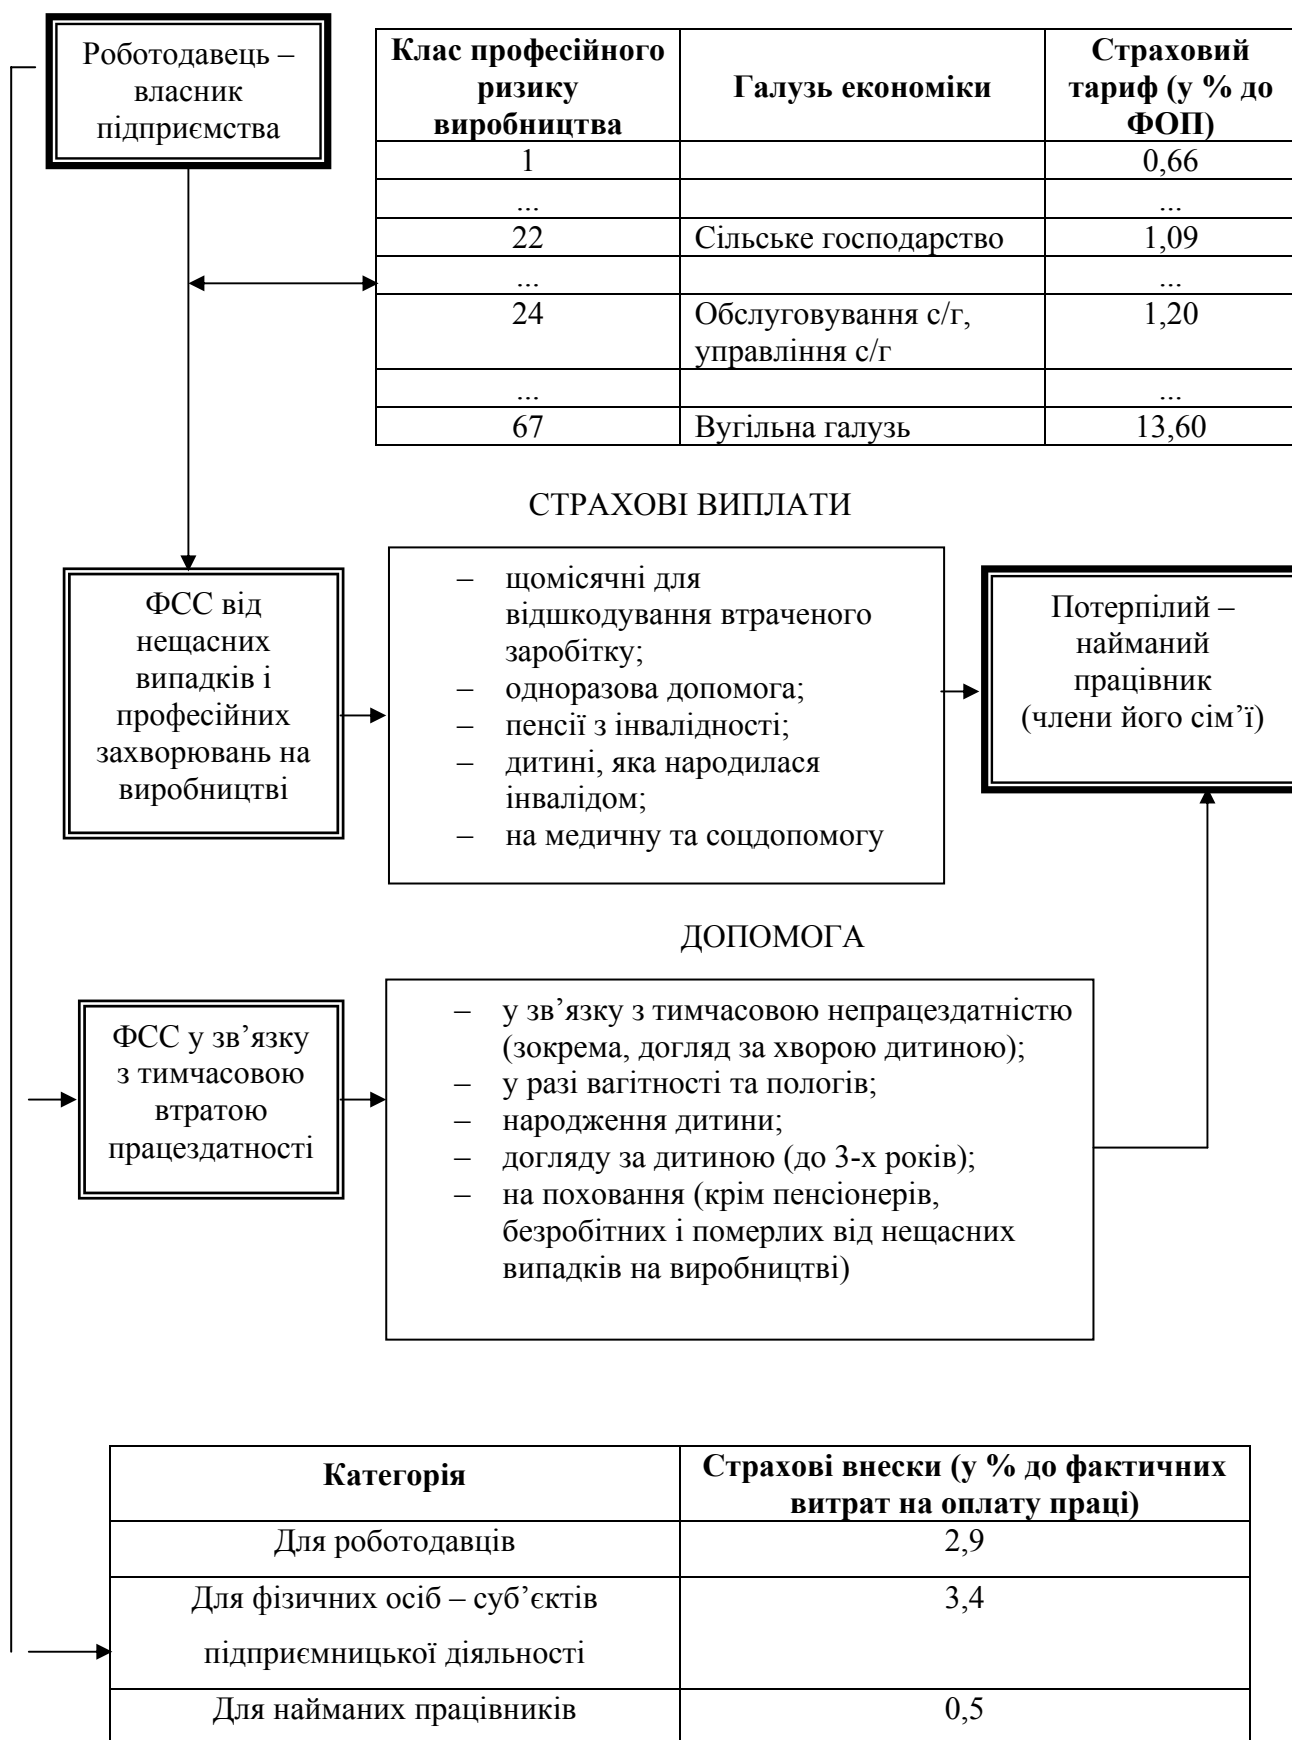 Роботодавець –
власник
підприємства
Клас професійного
ризику
виробництва
Галузь економіки
Страховий
тариф (у % до
ФОП)
1
0,66
...
...
22
Сільське господарство
1,09
...
...
24
Обслуговування с/г,
управління с/г
1,20
...
...
67
Вугільна галузь
13,60
СТРАХОВІ ВИПЛАТИ
ФСС від
нещасних
випадків і
професійних
захворювань на
виробництві
– щомісячні для
відшкодування втраченого
заробітку;
– одноразова допомога;
– пенсії з інвалідності;
– дитині, яка народилася
інвалідом;
– на медичну та соцдопомогу
Потерпілий –
найманий
працівник
(члени його сім’ї)
ДОПОМОГА
ФСС у зв’язку
з тимчасовою
втратою
працездатності
– у зв’язку з тимчасовою непрацездатністю
(зокрема, догляд за хворою дитиною);
– у разі вагітності та пологів;
– народження дитини;
– догляду за дитиною (до 3-х років);
– на поховання (крім пенсіонерів,
безробітних і померлих від нещасних
випадків на виробництві)
Категорія
Страхові внески (у % до фактичних
витрат на оплату праці)
Для роботодавців
2,9
Для фізичних осіб – суб’єктів
підприємницької діяльності
3,4
Для найманих працівників
0,5